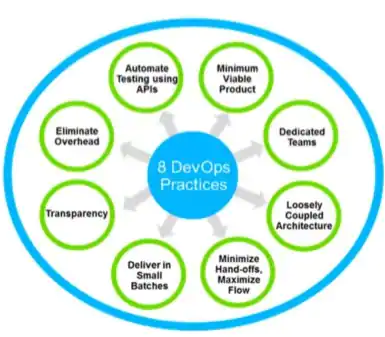 Automate
Testing using
APIs
Minimum
Viable
Product
Eliminate
Overhead
Dedicated
Teams
8 DevOps
Practices
Transparency
Loosely
Coupled
Architecture
Deliver in
Small
Batches
Minimize
Hand-offs,
Maximize
Flow